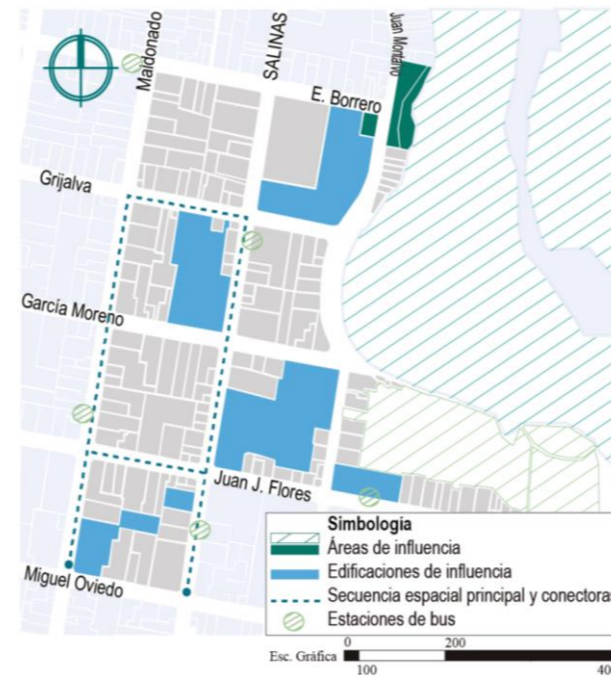 Maldonado
SALINAS
Juan Montalvo
E. Borrero
Grijalva
García Moreno
Juan J. Flores
Miguel Oviedo
Simbologia
Áreas de influencia
Edificaciones de influencia
Secuencia espacial principal y conectoras
Estaciones de bus
Esc. Gráfica
0
200
100